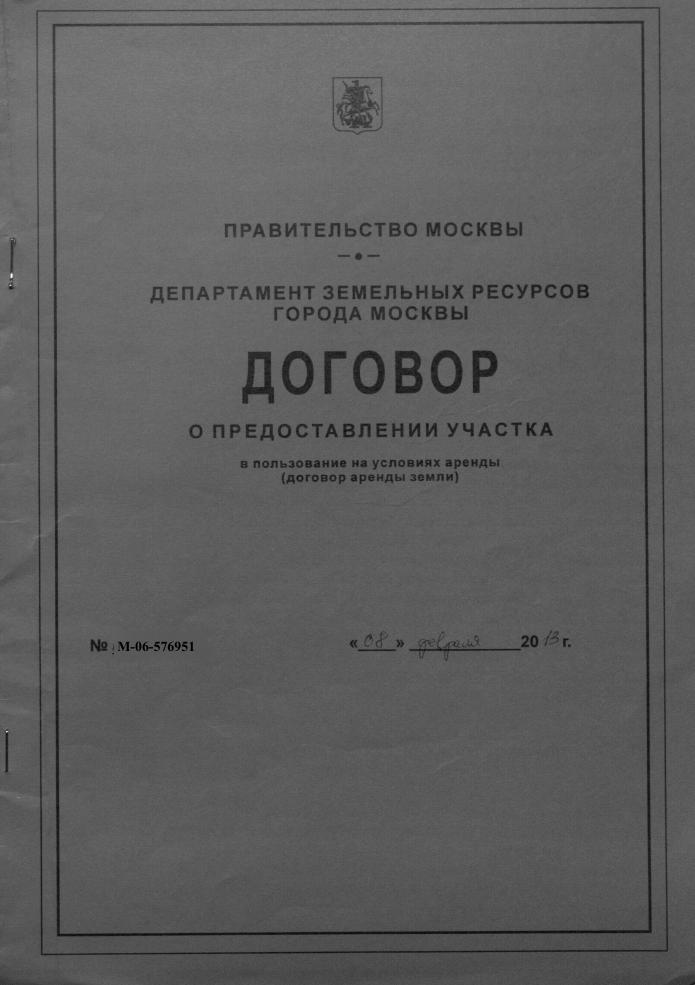 ПРАВИТЕЛЬСТВО МОСКВЫ
ДЕПАРТАМЕНТ ЗЕМЕЛЬНЫХ РЕСУРСОВ
ГОРОДА МОСКВЫ
ДОГОВОР
О ПРЕДОСТАВЛЕНИИ УЧАСТКА
в пользование на условиях аренды
(договор аренды земли)
№ М-06-576951 «08» февраля 2013 г.